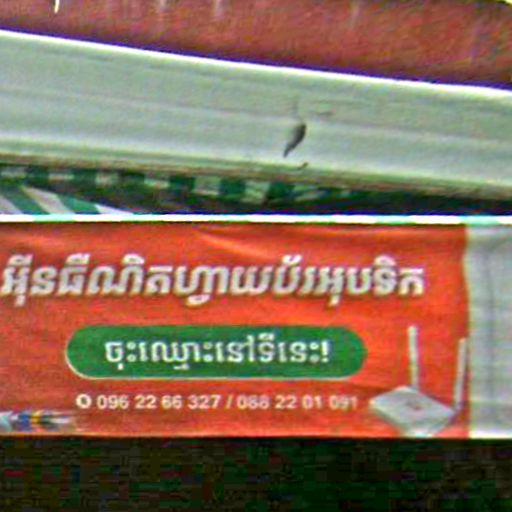 អ៊ីនធឺណិតហ្វាយប័រអុបទិក
ចុះឈ្មោះនៅទីនេះ!
096 22 66 327 / 088 22 01 091